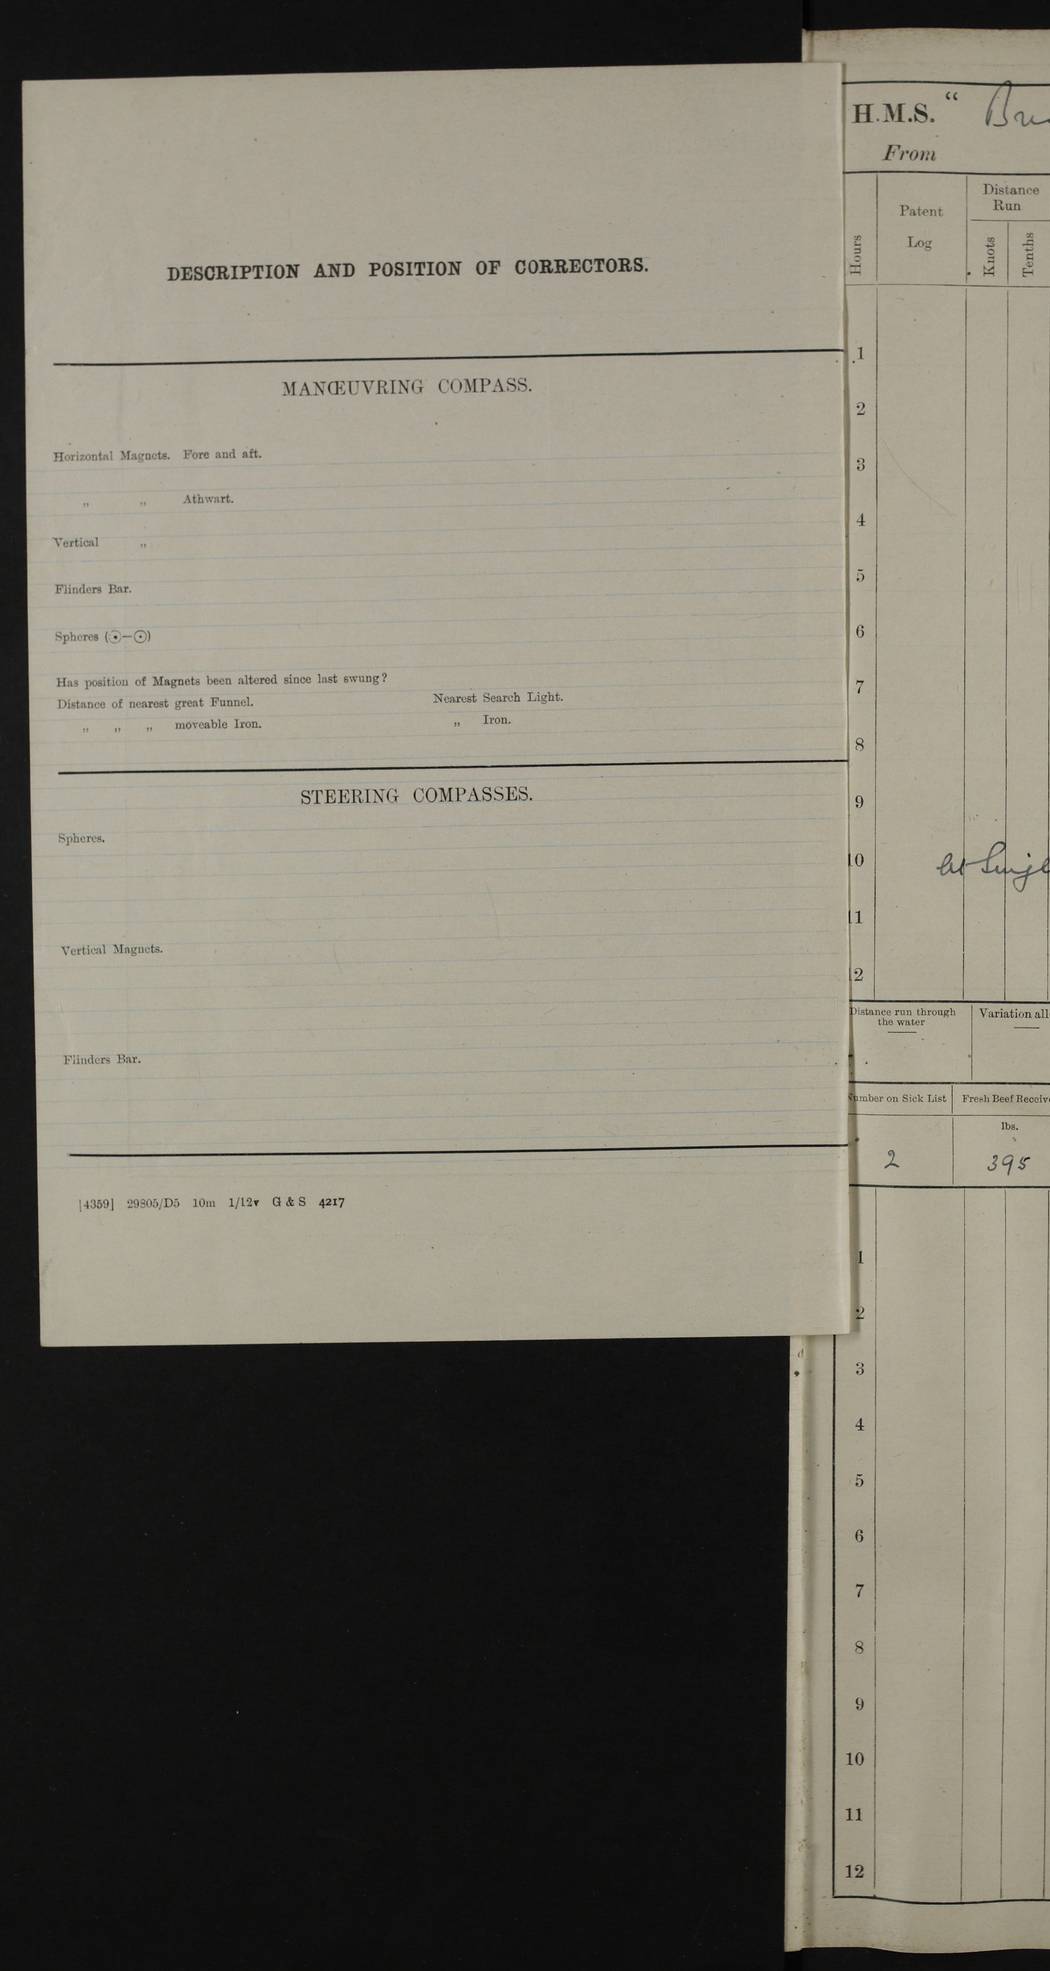 DESCRIPTION AND POSITION OF CORRECTORS.
MANŒUVRING COMPASS.
Horizontal Magnets. Fore and aft.
„ „ Athwart.
Vertical „
Flinders Bar.
Spheres (☉—☉)
Has position of Magnets been altered since last swung?
Distance of nearest great Funnel. Nearest Search Light.
„ „ „ moveable Iron. „ Iron.
STEERING COMPASSES.
Spheres.
Vertical Magnets.
Flinders Bar.
[4359] 29805/D5 10m 1/12v G & S 4217
H.M.S. “
From
Hours
Patent
Log
Distance
Run
Knots
Tenths
1
2
3
4
5
6
7
8
9
10
11
12
Distance run through
the water
Variation all
Number on Sick List
Fresh Beef Receiv
lbs.
2
395
1
2
3
4
5
6
7
8
9
10
11
12